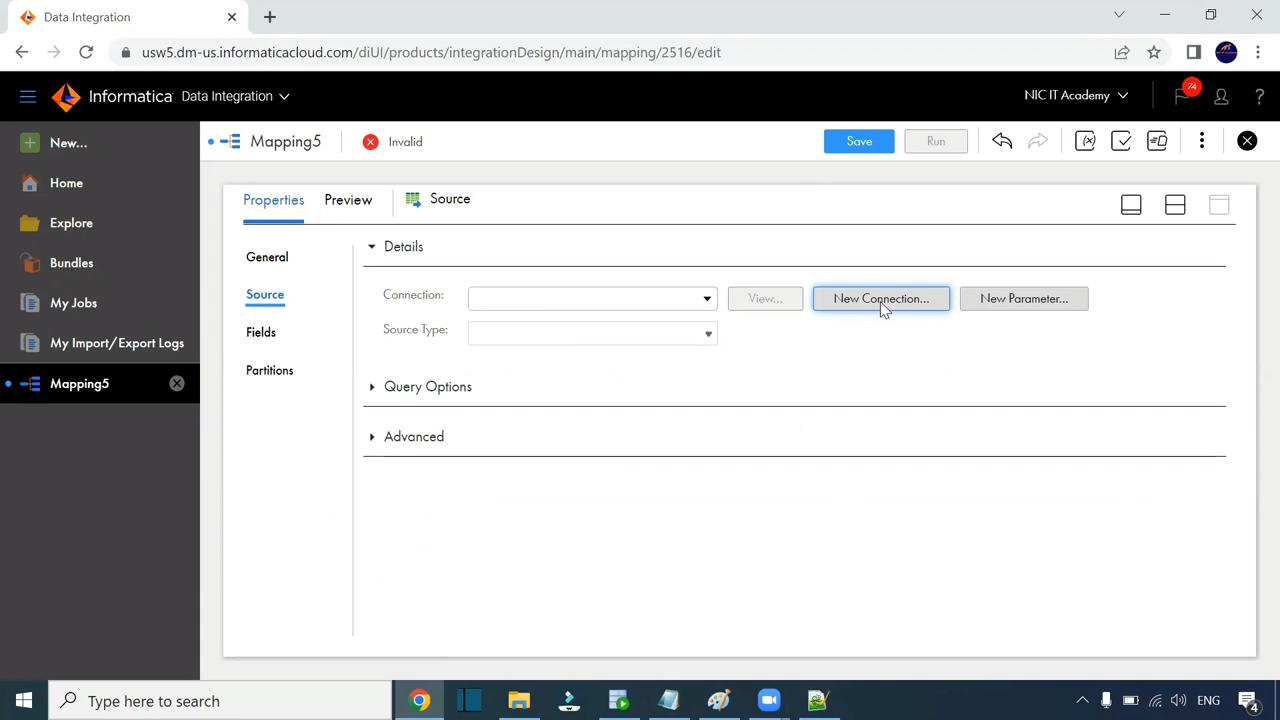 Data Integration
usw5.dm-us.informaticacloud.com/diUI/products/integrationDesign/main/mapping/2516/edit
Informatica Data Integration
NIC IT Academy
74
?
New...
Mapping5
Invalid
Save
Run
Home
Properties
Preview
Source
Explore
Details
General
Bundles
Source
Connection:
View...
New Connection...
New Parameter...
My Jobs
Fields
Source Type:
My Import/Export Logs
Partitions
Mapping5
Query Options
Advanced
Type here to search
ENG
4